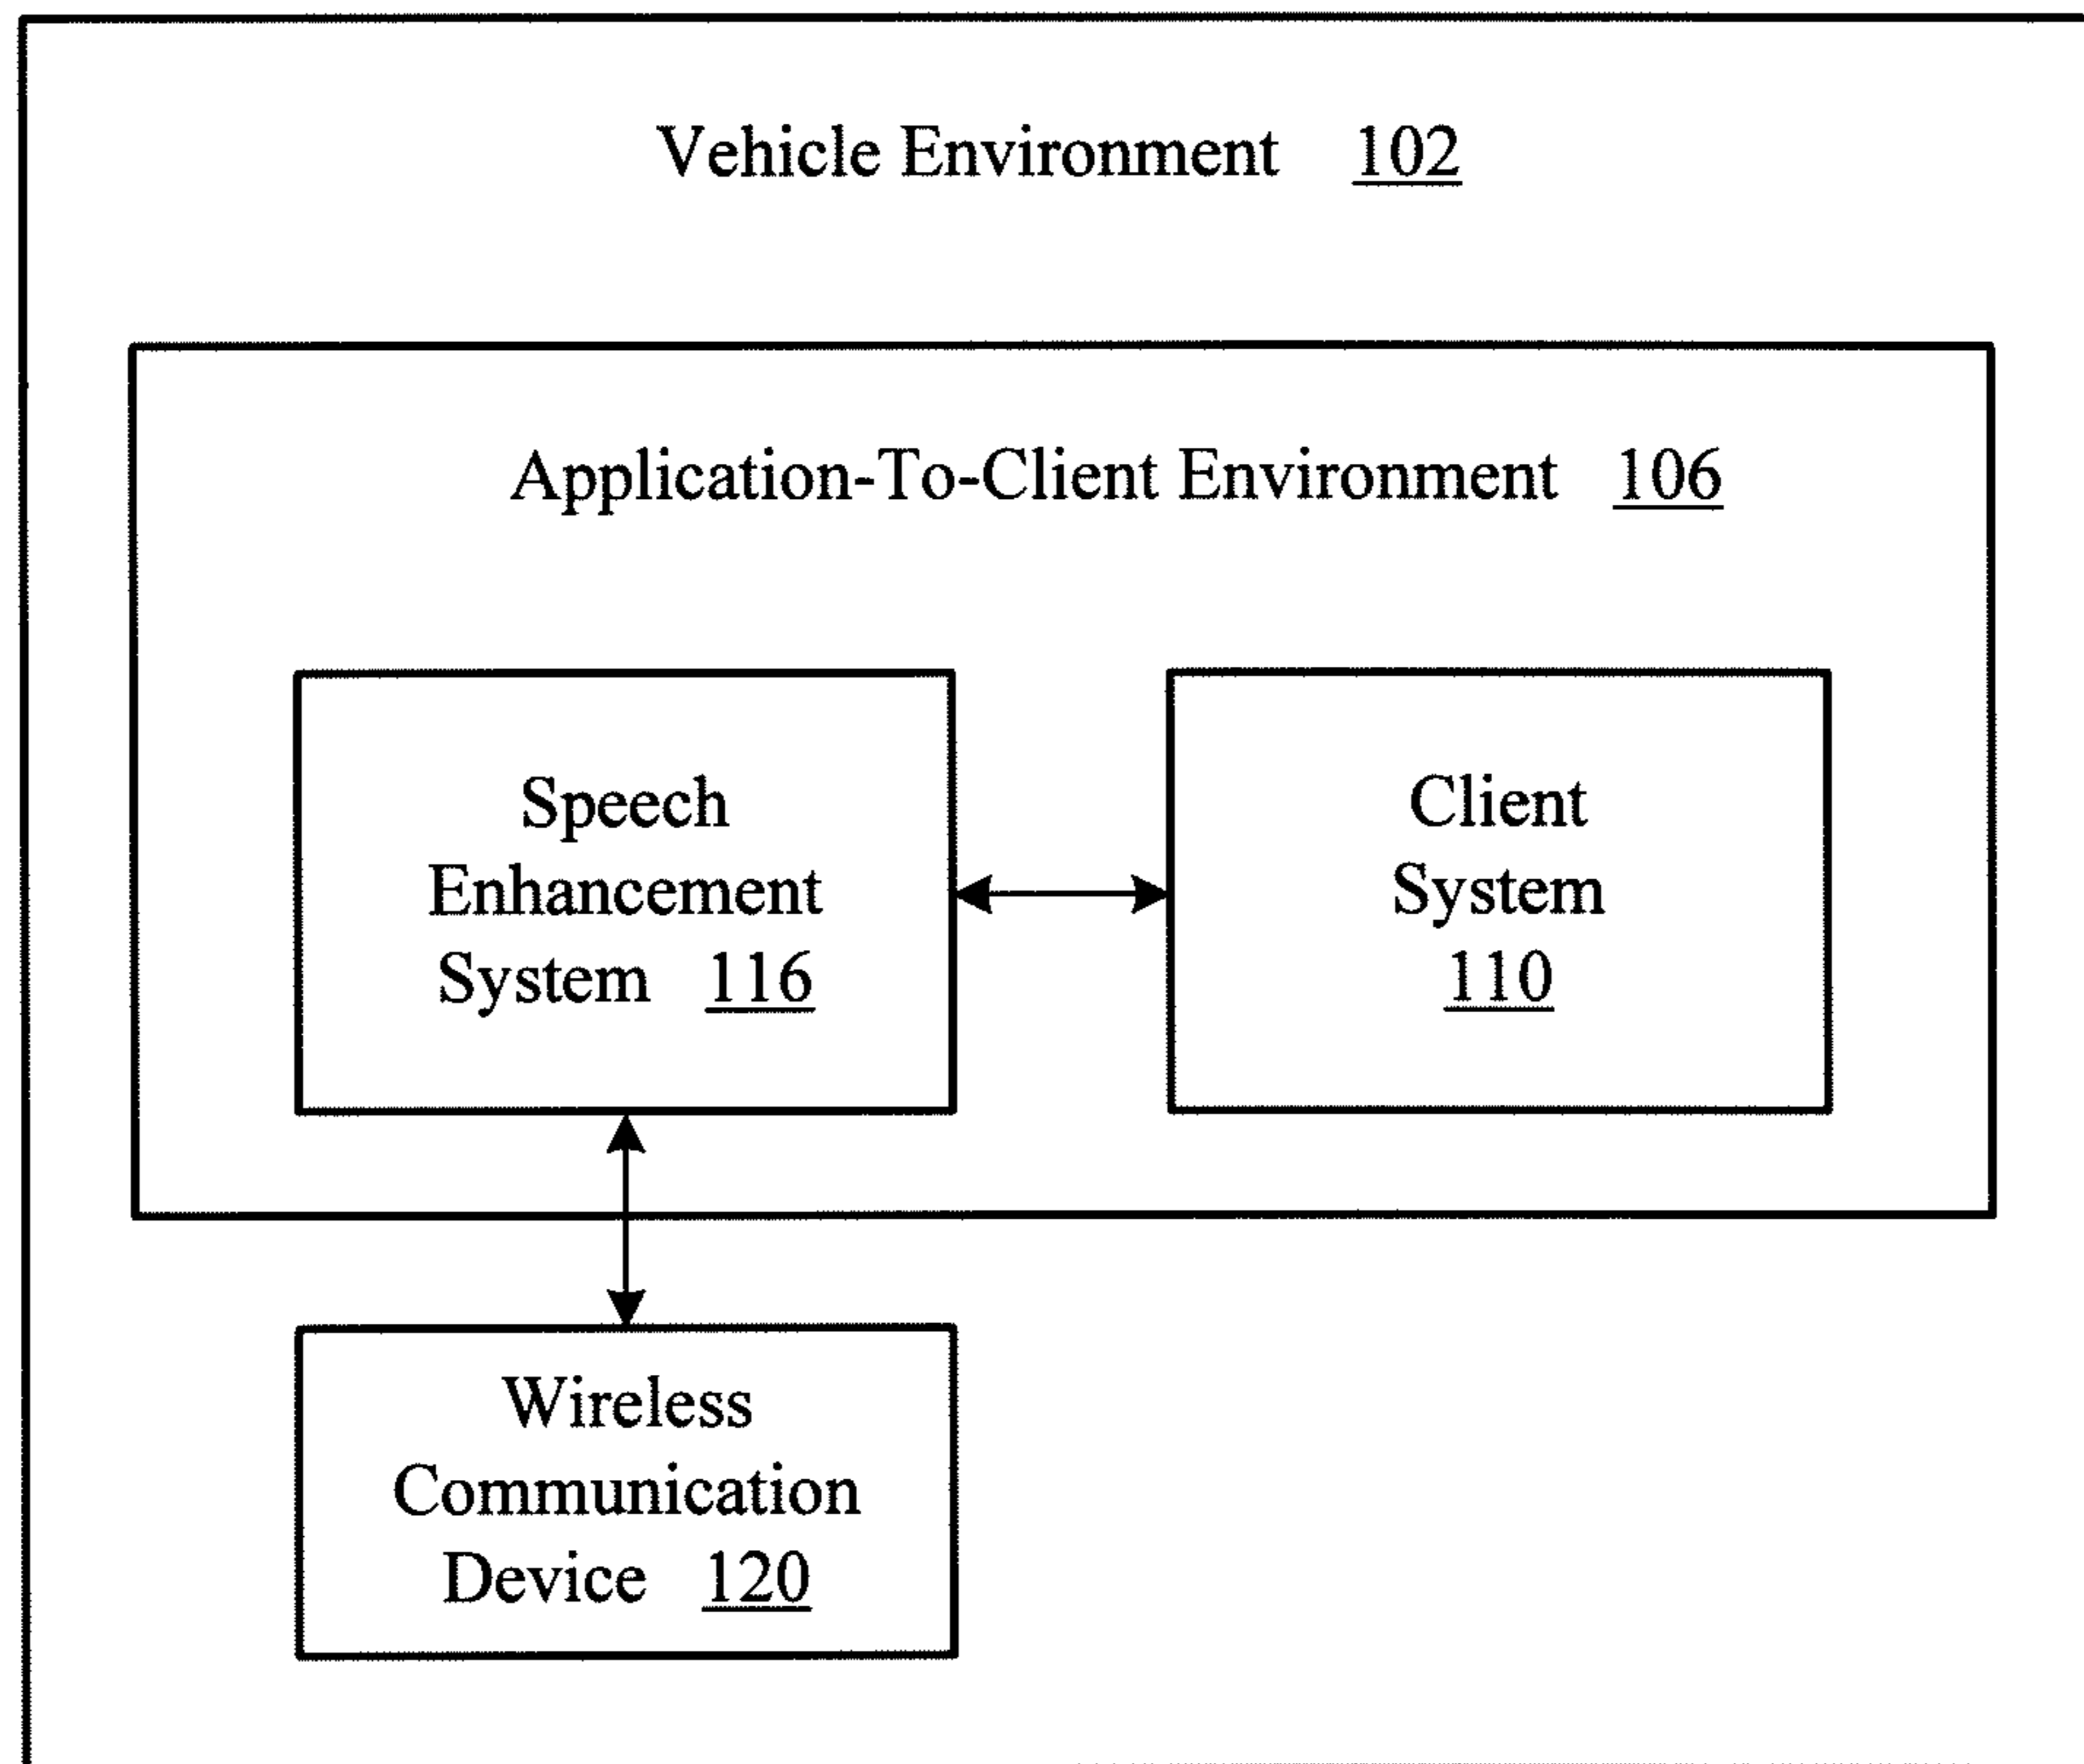 Vehicle Environment 102
Application-To-Client Environment 106
Speech
Enhancement
System 116
Client
System
110
Wireless
Communication
Device 120